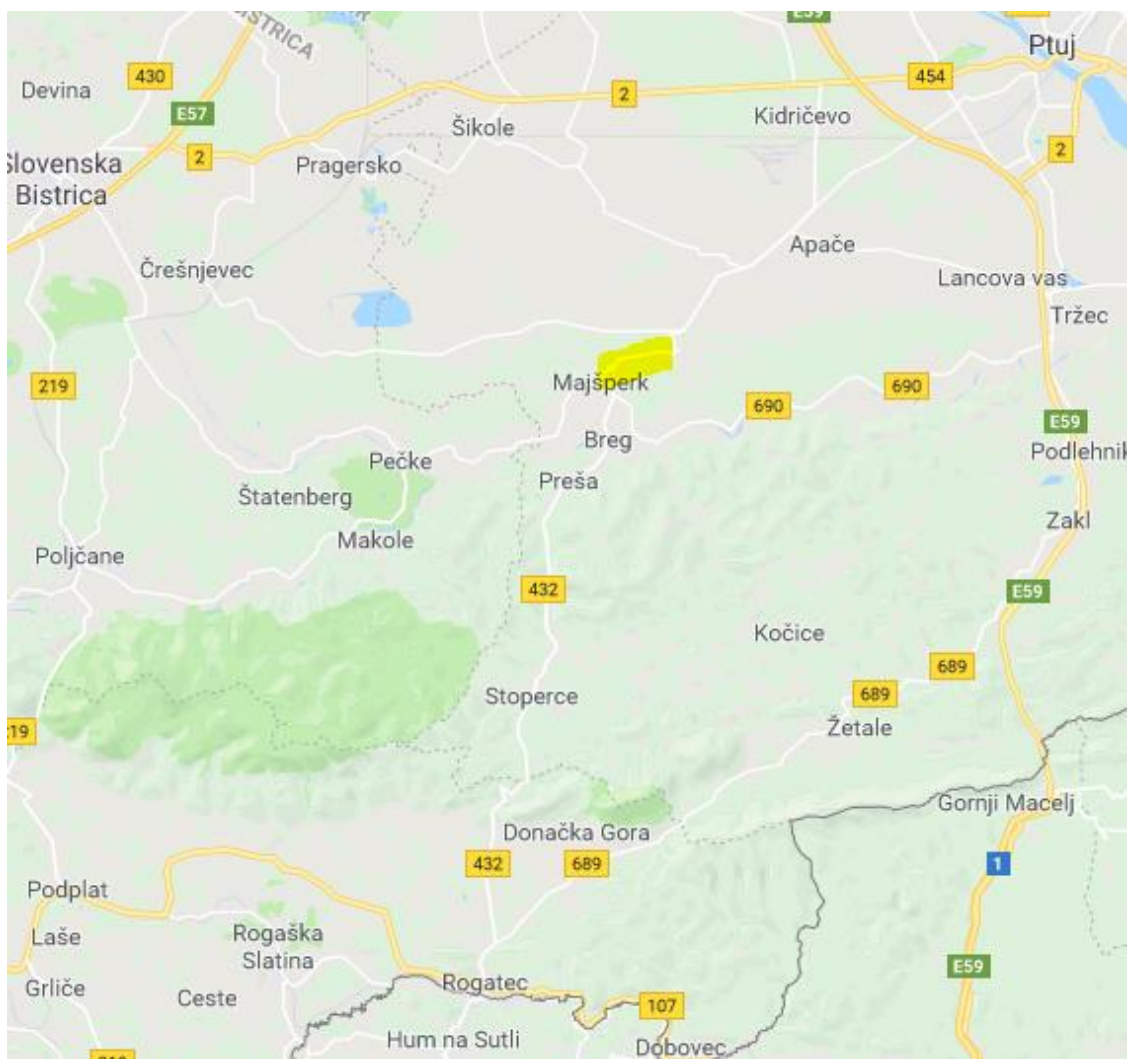 E59
BISTRICA
Ptuj
430
454
Devina
2
E57
Kidričevo
Šikole
2
2
Slovenska
Bistrica
Pragersko
Apače
Črešnjevec
Lancova vas
Tržec
219
Majšperk
690
690
E59
Breg
Podlehnik
Pečke
Preša
Štatenberg
Zakl
Makole
Poljčane
432
E59
Kočice
689
689
Stoperce
219
Žetale
Gornji Macelj
Donačka Gora
432
689
1
Podplat
Laše
Rogaška
Slatina
E59
Grliče
Ceste
Rogatec
107
Hum na Sutli
Dobovec